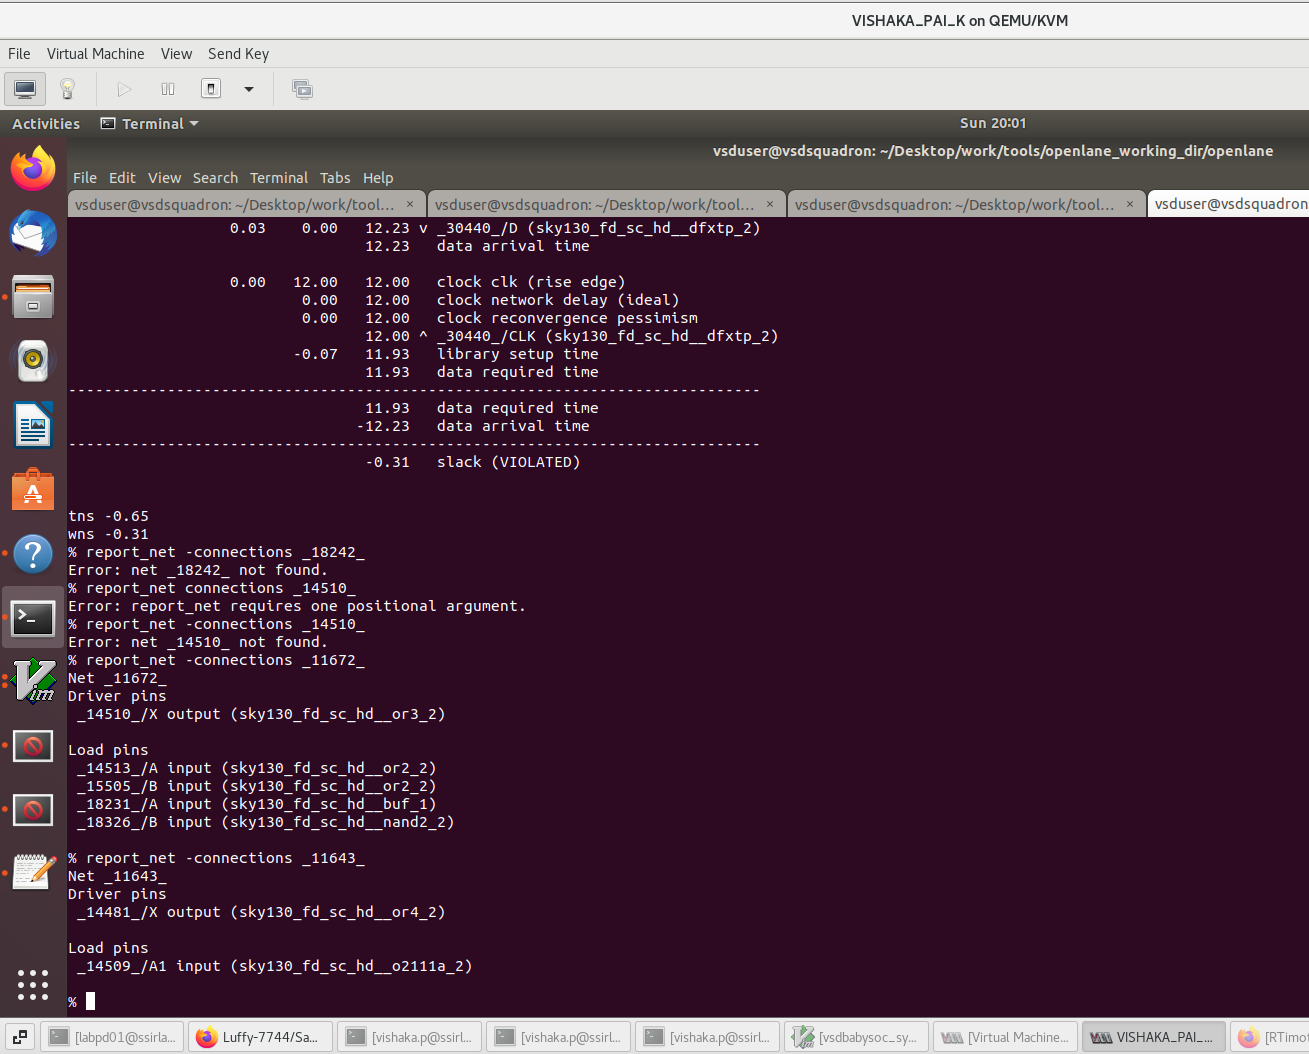 VISHAKA_PAI_K on QEMU/KVM
File Virtual Machine View Send Key
Activities Terminal Sun 20:01
vsduser@vsdsquadron: ~/Desktop/work/tools/openlane_working_dir/openlane
File Edit View Search Terminal Tabs Help
vsduser@vsdsquadron: ~/Desktop/work/tool... × vsduser@vsdsquadron: ~/Desktop/work/tool... × vsduser@vsdsquadron: ~/Desktop/work/tool... × vsduser@vsdsquadron
0.03 0.00 12.23 v _30440_/D (sky130_fd_sc_hd__dfxtp_2)
12.23 data arrival time
0.00 12.00 12.00 clock clk (rise edge)
0.00 12.00 clock network delay (ideal)
0.00 12.00 clock reconvergence pessimism
12.00 ^ _30440_/CLK (sky130_fd_sc_hd__dfxtp_2)
-0.07 11.93 library setup time
11.93 data required time
-----------------------------------------------------------------------------
11.93 data required time
-12.23 data arrival time
-----------------------------------------------------------------------------
-0.31 slack (VIOLATED)
tns -0.65
wns -0.31
% report_net -connections _18242_
Error: net _18242_ not found.
% report_net connections _14510_
Error: report_net requires one positional argument.
% report_net -connections _14510_
Error: net _14510_ not found.
% report_net -connections _11672_
Net _11672_
Driver pins
_14510_/X output (sky130_fd_sc_hd__or3_2)
Load pins
_14513_/A input (sky130_fd_sc_hd__or2_2)
_15505_/B input (sky130_fd_sc_hd__or2_2)
_18231_/A input (sky130_fd_sc_hd__buf_1)
_18326_/B input (sky130_fd_sc_hd__nand2_2)
% report_net -connections _11643_
Net _11643_
Driver pins
_14481_/X output (sky130_fd_sc_hd__or4_2)
Load pins
_14509_/A1 input (sky130_fd_sc_hd__o2111a_2)
%
[labpd01@ssirla... Luffy-7744/Sa... [vishaka.p@ssirl... [vishaka.p@ssirl... [vishaka.p@ssirl... [vsdbabysoc_sy... [Virtual Machine... VISHAKA_PAI_... [RTimo